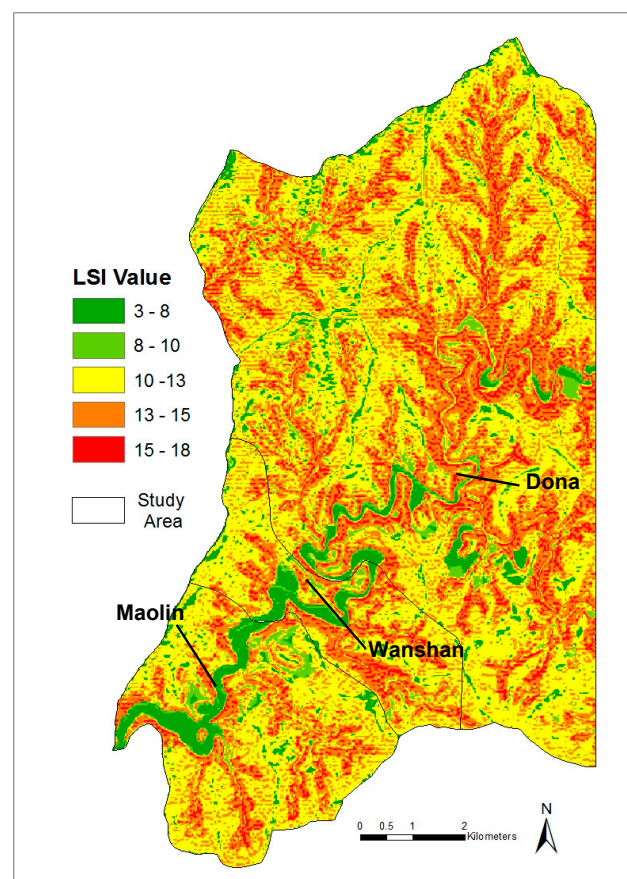 LSI Value
3 - 8
8 - 10
10 -13
13 - 15
15 - 18
Study
Area
Dona
Maolin
Wanshan
N
0 0.5 1 2
Kilometers